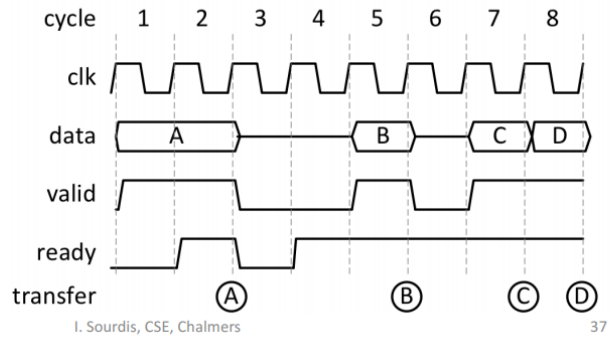 cycle 1 2 3 4 5 6 7 8
clk
data A B C D
valid
ready
transfer A B C D
I. Sourdis, CSE, Chalmers 37